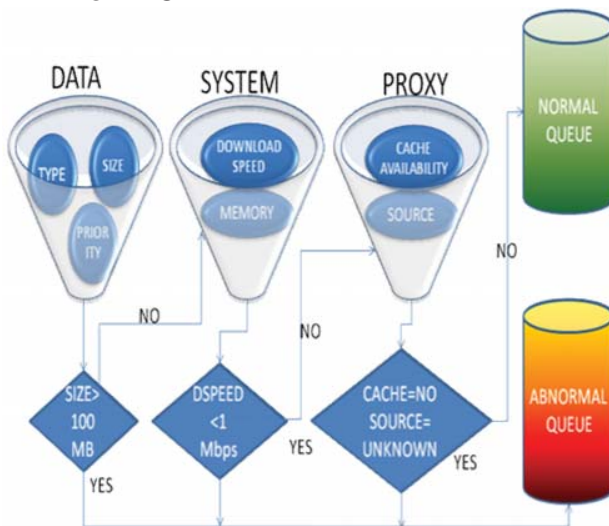 DATA
SYSTEM
PROXY
NORMAL
QUEUE
TYPE
SIZE
PRIOR
ITY
DOWNLOAD
SPEED
MEMORY
CACHE
AVAILABILITY
SOURCE
NO
NO
NO
SIZE>
100
MB
YES
DSPEED
<1
Mbps
YES
CACHE=NO
SOURCE=
UNKNOWN
YES
ABNORMAL
QUEUE